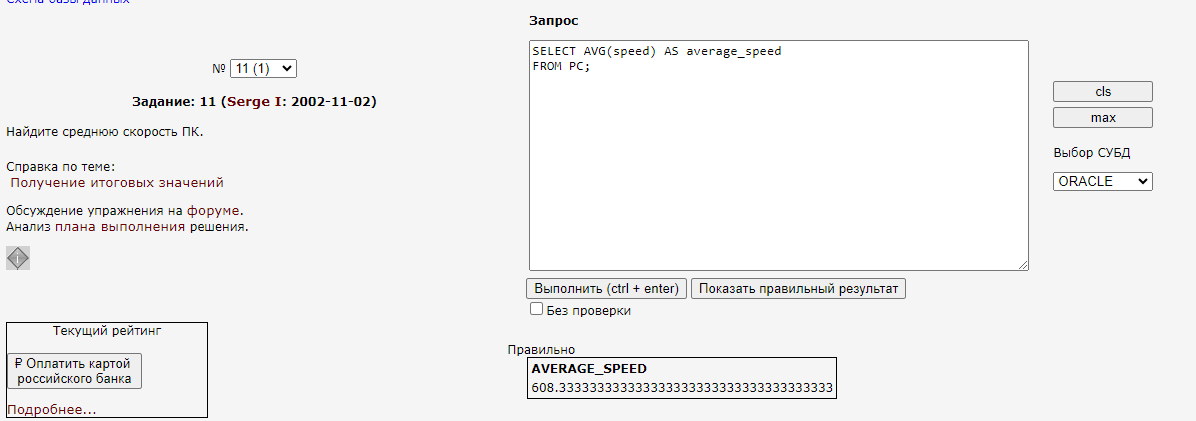 Схема базы данных
№ 11 (1)
Задание: 11 (Serge I: 2002-11-02)
Найдите среднюю скорость ПК.
Справка по теме:
Получение итоговых значений
Обсуждение упражнения на форуме.
Анализ плана выполнения решения.
Текущий рейтинг
₽ Оплатить картой
российского банка
Подробнее...
Запрос
SELECT AVG(speed) AS average_speed
FROM PC;
cls
max
Выбор СУБД
ORACLE
Выполнить (ctrl + enter) Показать правильный результат
Без проверки
Правильно
AVERAGE_SPEED
608.3333333333333333333333333333333333333